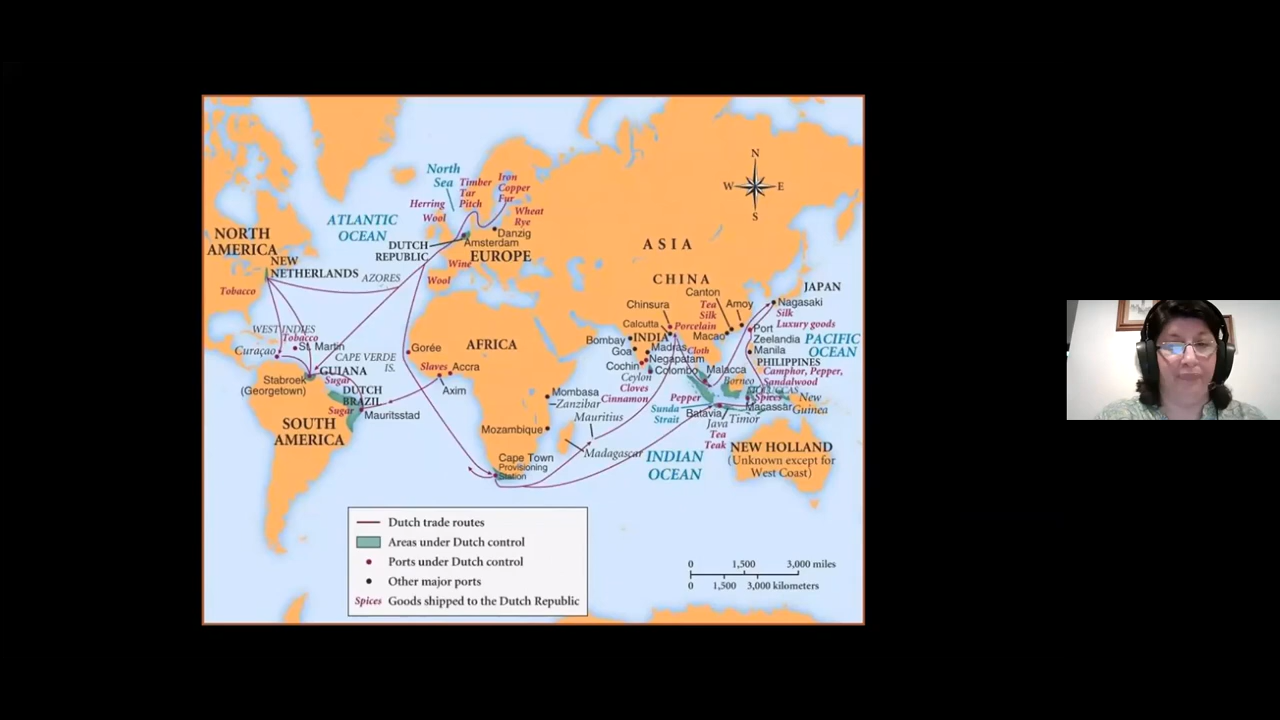 North
Sea
Timber
Tar
Pitch
Iron
Copper
Fur
Herring
Wool
Wheat
Rye
ATLANTIC
OCEAN
NORTH
AMERICA
DUTCH
REPUBLIC
Danzig
Amsterdam
EUROPE
Wine
Wool
NEW
NETHERLANDS
AZORES
Tobacco
N
W
E
S
ASIA
CHINA
Canton
JAPAN
Chinsura
Tea
Silk
Amoy
Nagasaki
Silk
Luxury goods
Calcutta
Porcelain
Macao
Port
Zeelandia
PACIFIC
OCEAN
Bombay
INDIA
Goa
Madras
Cloth
Manila
Negapatam
PHILIPPINES
Cochin
Colombo
Malacca
Camphor, Pepper,
Sandalwood
Ceylon
Cloves
Cinnamon
Borneo
MOLUCCAS
Spices
Pepper
New
Guinea
Sunda
Strait
Batavia
Macassar
Java
Timor
Tea
Teak
WEST INDIES
Tobacco
St. Martin
Curaçao
CAPE VERDE
IS.
Gorée
AFRICA
Slaves
Accra
Axim
GUIANA
Sugar
Stabroek
(Georgetown)
DUTCH
BRAZIL
Sugar
Mauritsstad
SOUTH
AMERICA
Mombasa
Zanzibar
Mauritius
Mozambique
Madagascar
INDIAN
OCEAN
NEW HOLLAND
(Unknown except for
West Coast)
Cape Town
Provisioning
Station
Dutch trade routes
Areas under Dutch control
Ports under Dutch control
Other major ports
Spices Goods shipped to the Dutch Republic
0 1,500 3,000 miles
0 1,500 3,000 kilometers